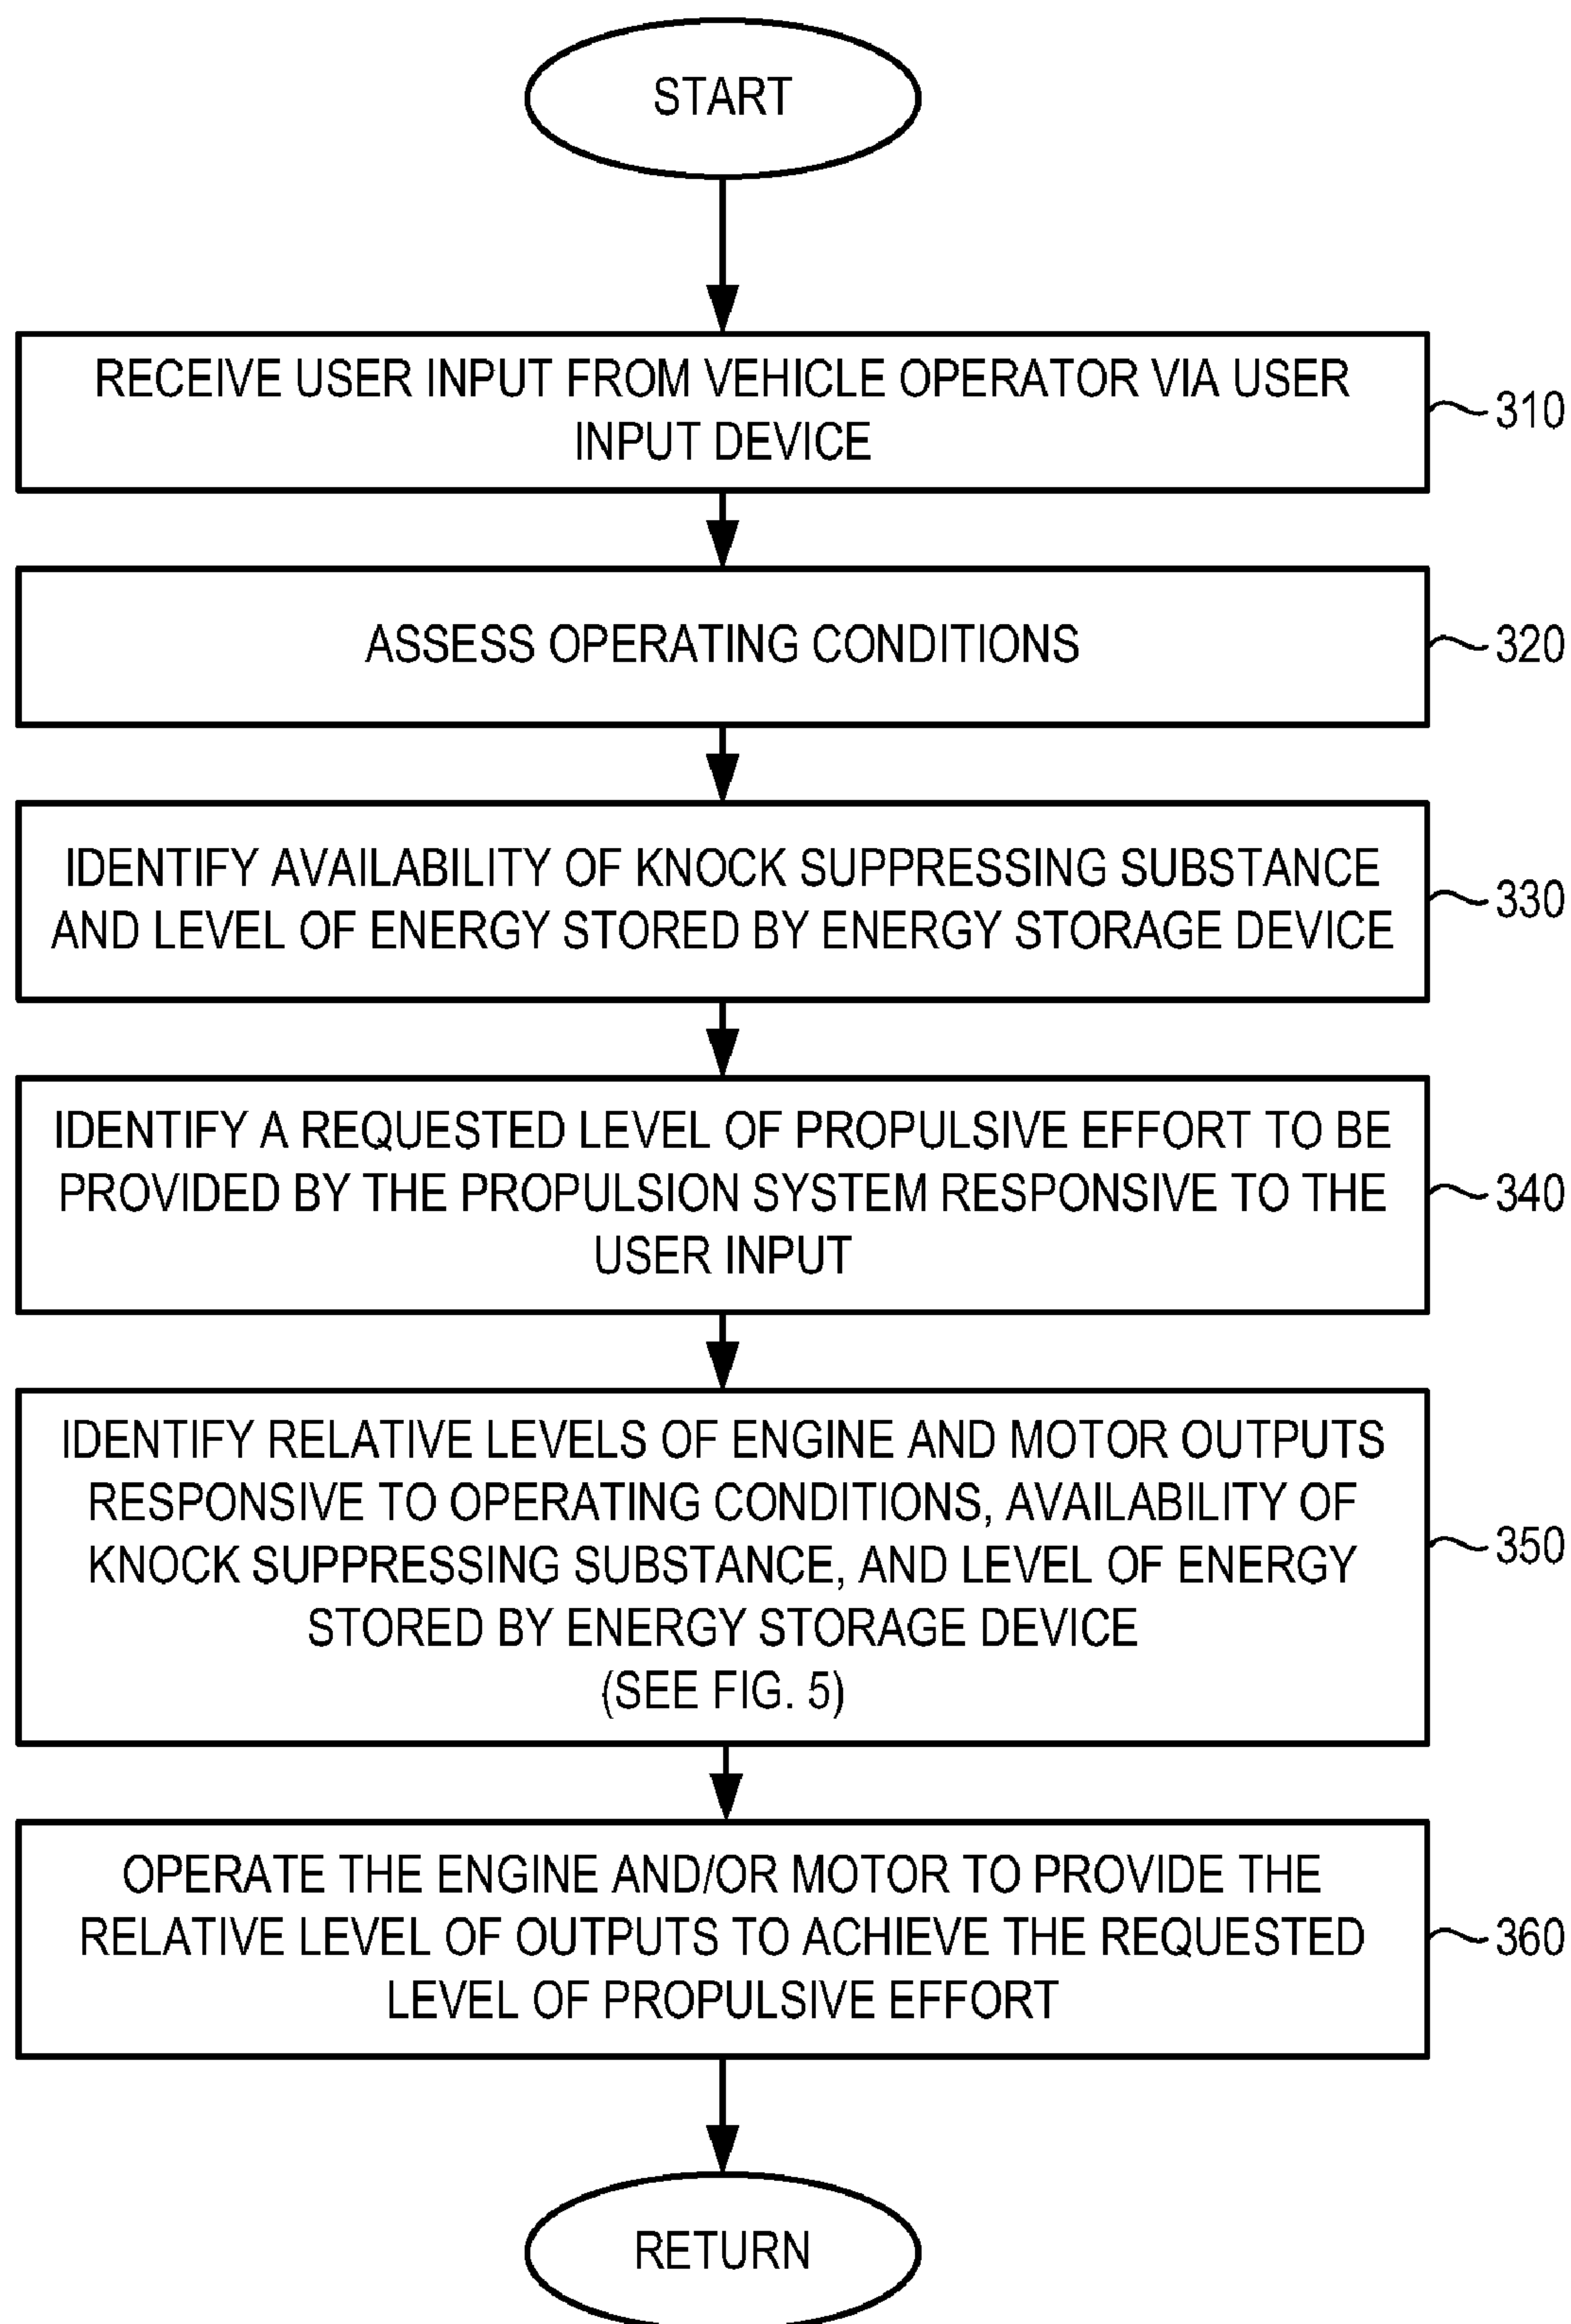 START
RECEIVE USER INPUT FROM VEHICLE OPERATOR VIA USER
INPUT DEVICE
310
ASSESS OPERATING CONDITIONS
320
IDENTIFY AVAILABILITY OF KNOCK SUPPRESSING SUBSTANCE
AND LEVEL OF ENERGY STORED BY ENERGY STORAGE DEVICE
330
IDENTIFY A REQUESTED LEVEL OF PROPULSIVE EFFORT TO BE
PROVIDED BY THE PROPULSION SYSTEM RESPONSIVE TO THE
USER INPUT
340
IDENTIFY RELATIVE LEVELS OF ENGINE AND MOTOR OUTPUTS
RESPONSIVE TO OPERATING CONDITIONS, AVAILABILITY OF
KNOCK SUPPRESSING SUBSTANCE, AND LEVEL OF ENERGY
STORED BY ENERGY STORAGE DEVICE
(SEE FIG. 5)
350
OPERATE THE ENGINE AND/OR MOTOR TO PROVIDE THE
RELATIVE LEVEL OF OUTPUTS TO ACHIEVE THE REQUESTED
LEVEL OF PROPULSIVE EFFORT
360
RETURN